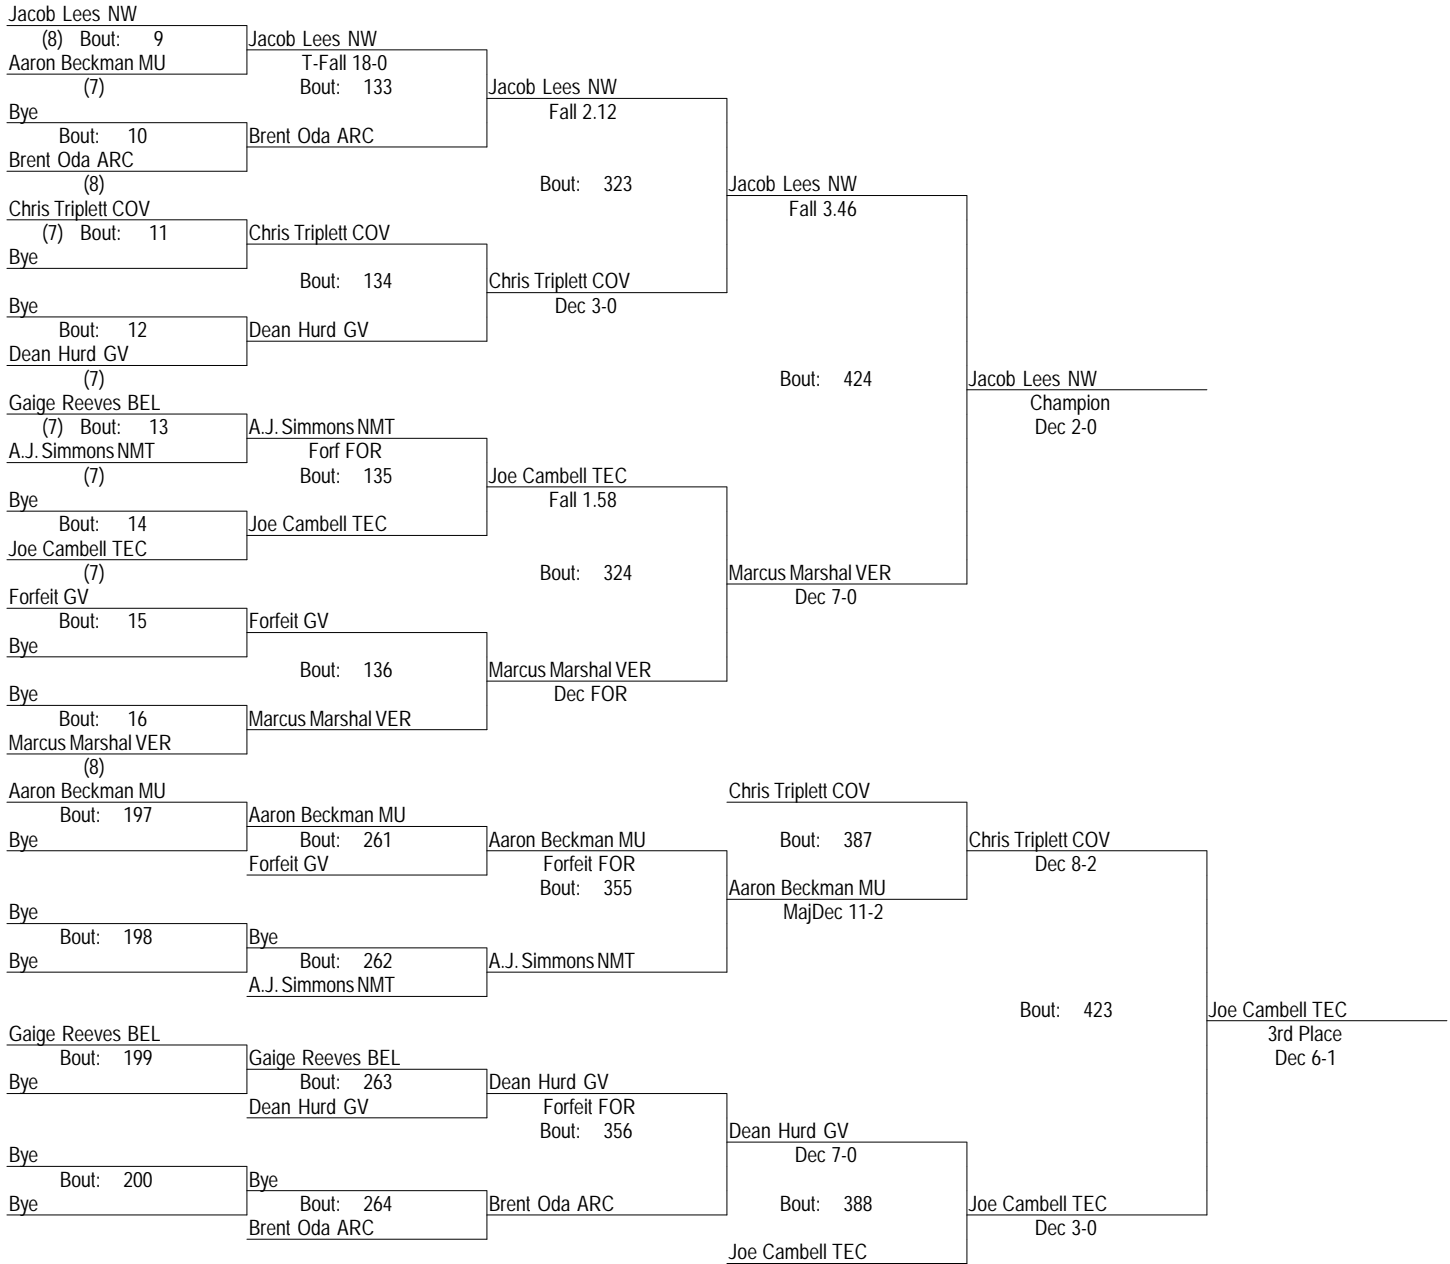 Jacob Lees NW
(8) Bout: 9
Aaron Beckman MU
(7)
Bye
Bout: 10
Brent Oda ARC
(8)
Chris Triplett COV
(7) Bout: 11
Bye
Bye
Bout: 12
Dean Hurd GV
(7)
Gaige Reeves BEL
(7) Bout: 13
A.J. Simmons NMT
(7)
Bye
Bout: 14
Joe Cambell TEC
(7)
Forfeit GV
Bout: 15
Bye
Bye
Bout: 16
Marcus Marshal VER
(8)
Jacob Lees NW
T-Fall 18-0
Bout: 133
Brent Oda ARC
Chris Triplett COV
Bout: 134
Dean Hurd GV
A.J. Simmons NMT
Forf FOR
Bout: 135
Joe Cambell TEC
Forfeit GV
Bout: 136
Marcus Marshal VER
Jacob Lees NW
Fall 2.12
Bout: 323
Chris Triplett COV
Dec 3-0
Joe Cambell TEC
Fall 1.58
Bout: 324
Marcus Marshal VER
Dec FOR
Jacob Lees NW
Fall 3.46
Bout: 424
Marcus Marshal VER
Dec 7-0
Jacob Lees NW
Champion
Dec 2-0
Aaron Beckman MU
Bout: 197
Bye
Bye
Bout: 198
Bye
Gaige Reeves BEL
Bout: 199
Bye
Bye
Bout: 200
Bye
Aaron Beckman MU
Bout: 261
Forfeit GV
Bye
Bout: 262
A.J. Simmons NMT
Gaige Reeves BEL
Bout: 263
Dean Hurd GV
Bye
Bout: 264
Brent Oda ARC
Aaron Beckman MU
Forfeit FOR
Bout: 355
A.J. Simmons NMT
Dean Hurd GV
Forfeit FOR
Bout: 356
Brent Oda ARC
Chris Triplett COV
Bout: 387
Aaron Beckman MU
MajDec 11-2
Dean Hurd GV
Dec 7-0
Bout: 388
Joe Cambell TEC
Chris Triplett COV
Dec 8-2
Bout: 423
Joe Cambell TEC
Dec 3-0
Joe Cambell TEC
3rd Place
Dec 6-1